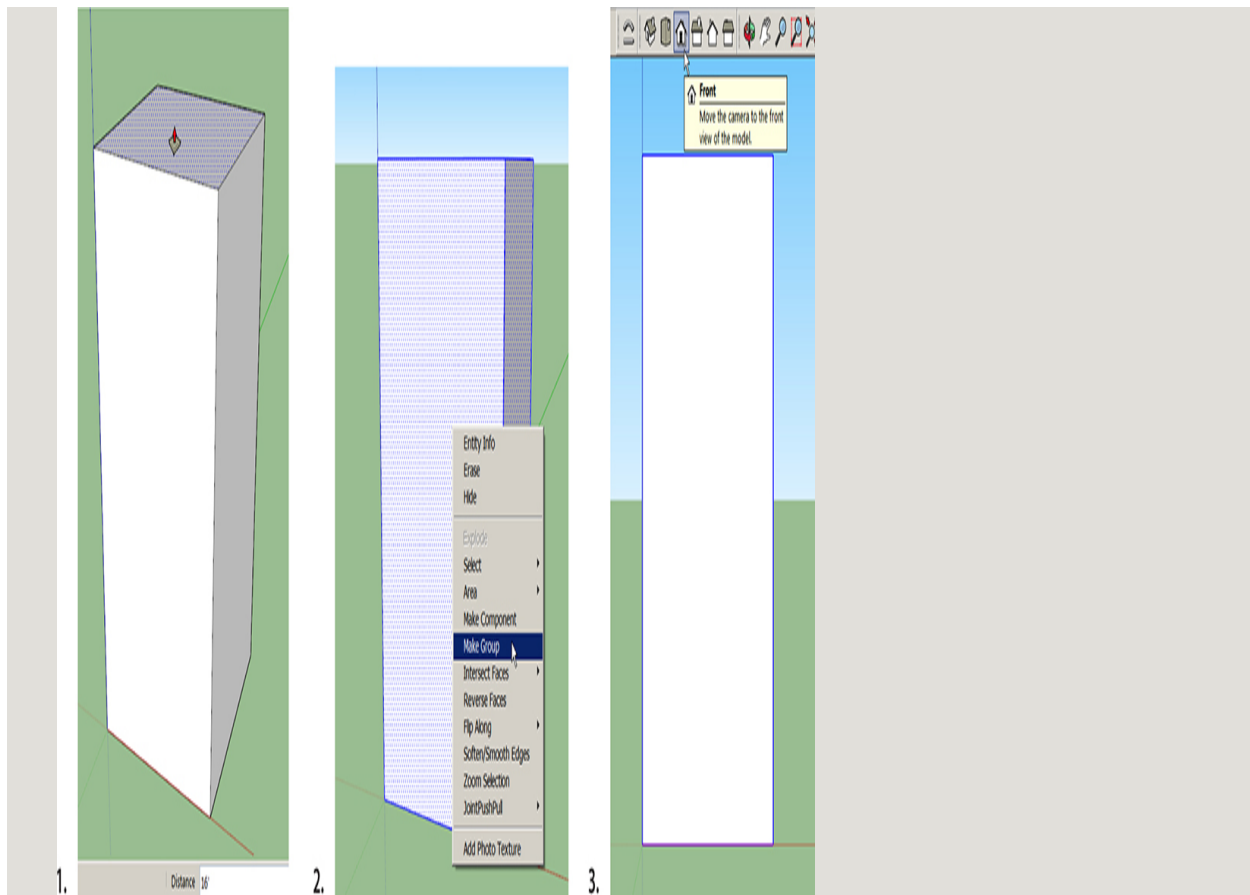 1.
Distance 16'
2.
Entity Info
Erase
Hide
Explode
Select
Area
Make Component
Make Group
Intersect Faces
Reverse Faces
Flip Along
Soften/Smooth Edges
Zoom Selection
JointPushPull
Add Photo Texture
3.
Front
Move the camera to the front
view of the model.